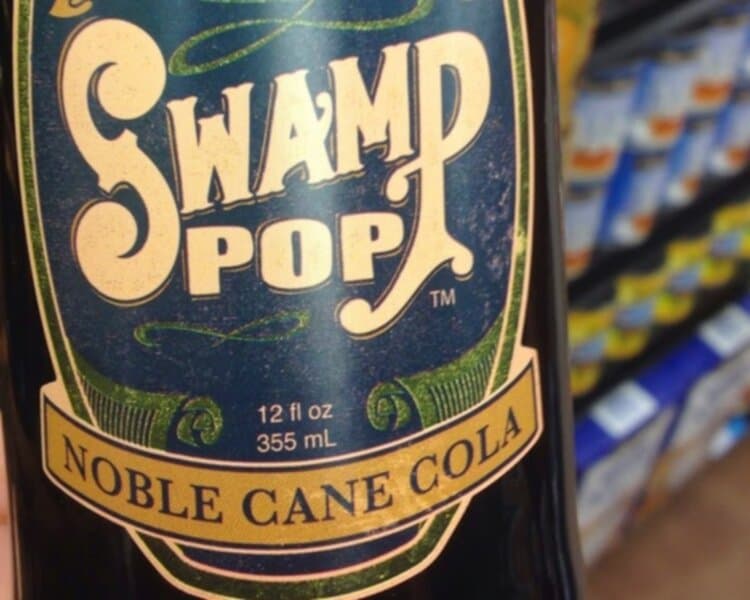 SWAMP
POP
TM
12 fl oz
355 mL
NOBLE CANE COLA